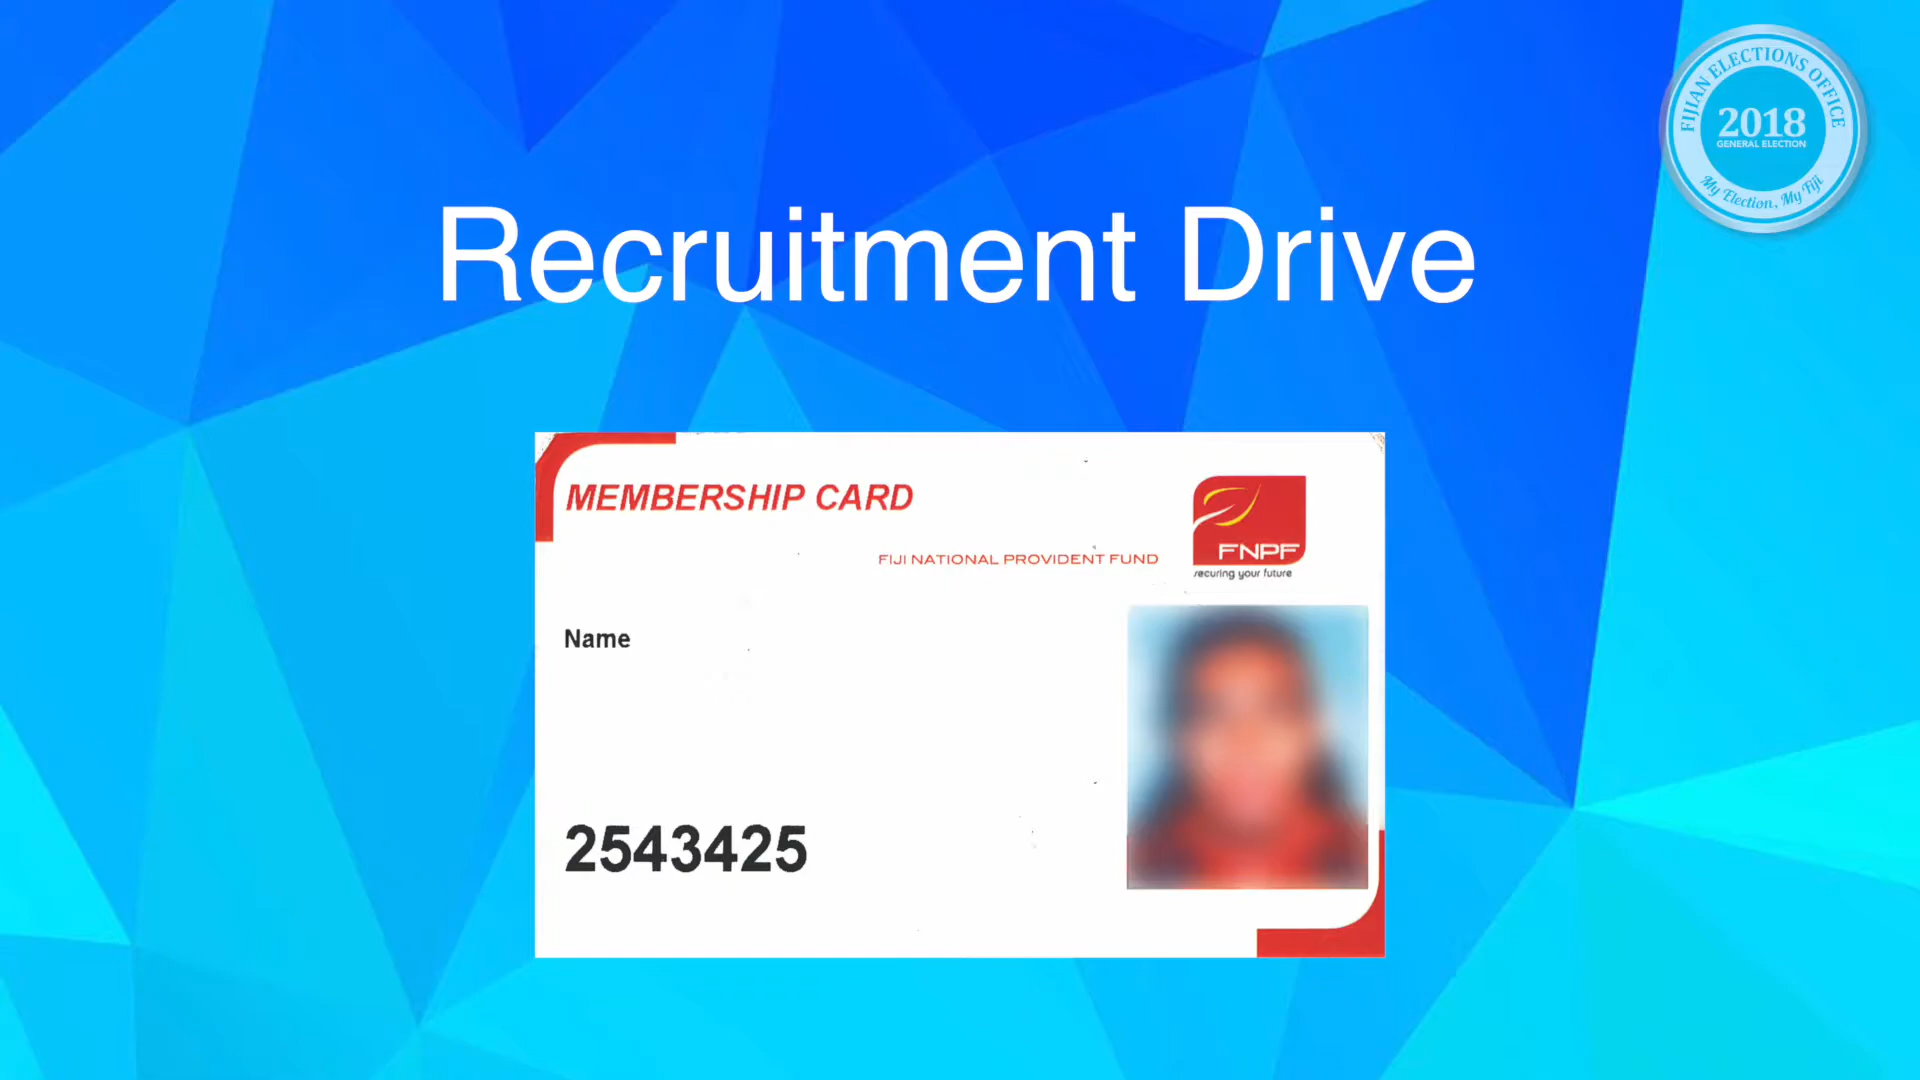 FIJIAN ELECTIONS OFFICE
2018
GENERAL ELECTION
My Election, My Fiji
Recruitment Drive
MEMBERSHIP CARD
FIJI NATIONAL PROVIDENT FUND
FNPF
securing your future
Name
2543425